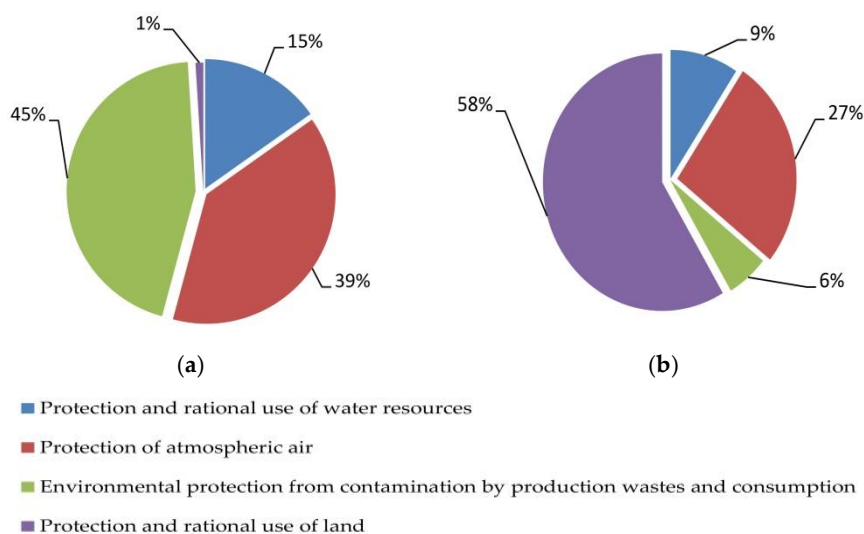 1%
15%
45%
39%
(a)
9%
58%
27%
6%
(b)
Protection and rational use of water resources
Protection of atmospheric air
Environmental protection from contamination by production wastes and consumption
Protection and rational use of land